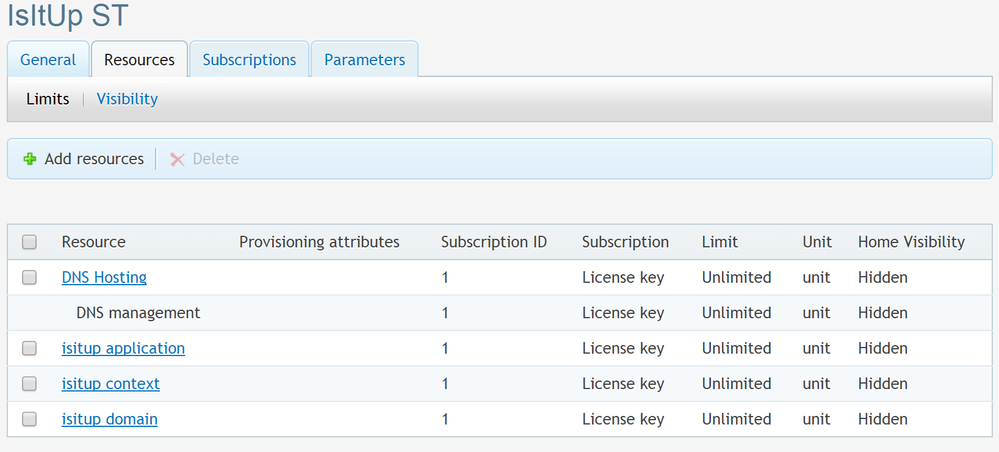 IsItUp ST
General Resources Subscriptions Parameters
Limits Visibility
Add resources Delete
Resource Provisioning attributes Subscription ID Subscription Limit Unit Home Visibility
DNS Hosting 1 License key Unlimited unit Hidden
DNS management 1 License key Unlimited unit Hidden
isitup application 1 License key Unlimited unit Hidden
isitup context 1 License key Unlimited unit Hidden
isitup domain 1 License key Unlimited unit Hidden